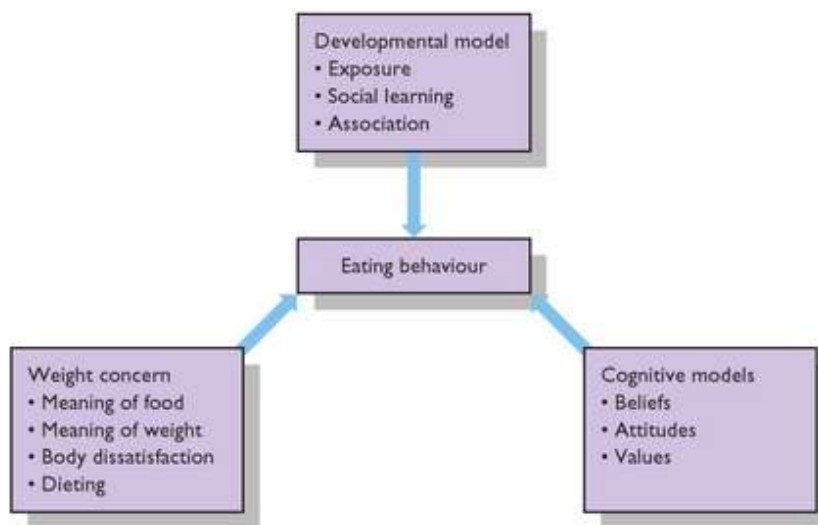 Developmental model
• Exposure
• Social learning
• Association
Eating behaviour
Weight concern
• Meaning of food
• Meaning of weight
• Body dissatisfaction
• Dieting
Cognitive models
• Beliefs
• Attitudes
• Values